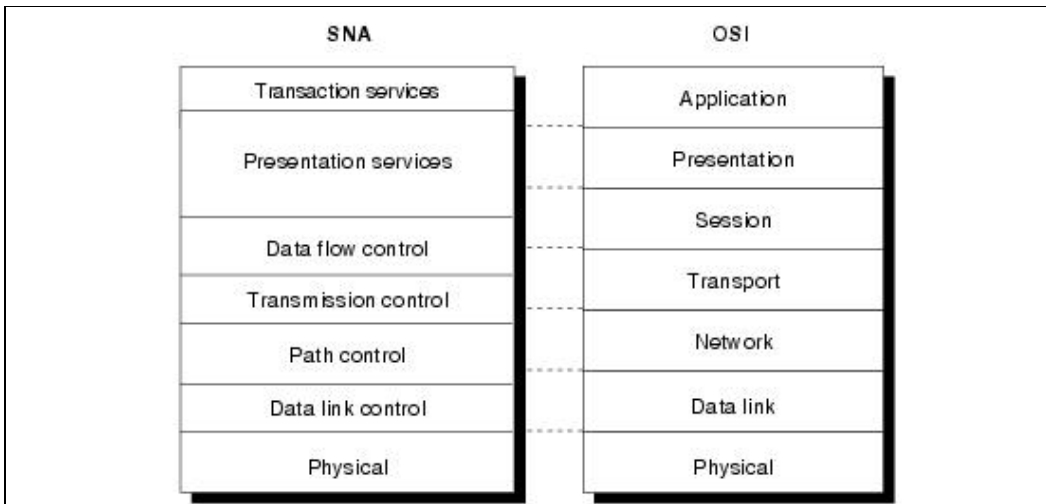 SNA
OSI
Transaction services
Presentation services
Data flow control
Transmission control
Path control
Data link control
Physical
Application
Presentation
Session
Transport
Network
Data link
Physical